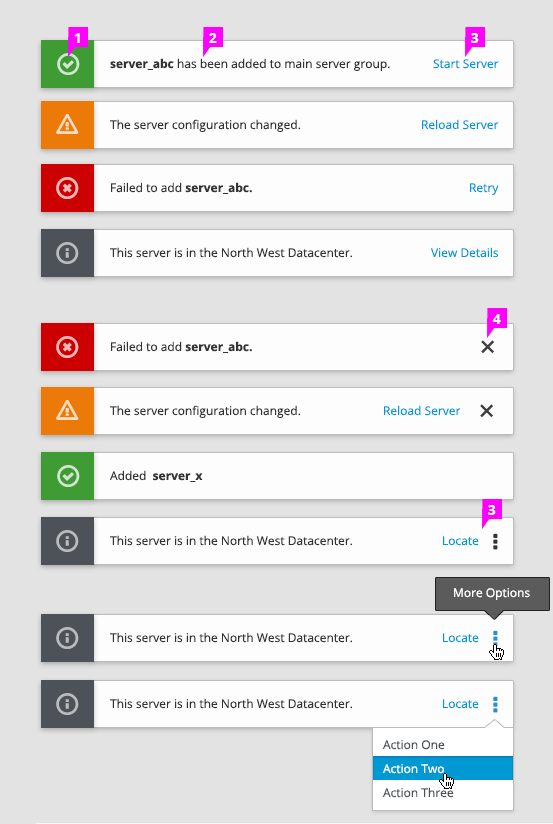 1 2 3
server_abc has been added to main server group. Start Server
The server configuration changed. Reload Server
Failed to add server_abc. Retry
This server is in the North West Datacenter. View Details
4
Failed to add server_abc.
The server configuration changed. Reload Server
Added server_x
3
This server is in the North West Datacenter. Locate
More Options
This server is in the North West Datacenter. Locate
This server is in the North West Datacenter. Locate
Action One
Action Two
Action Three